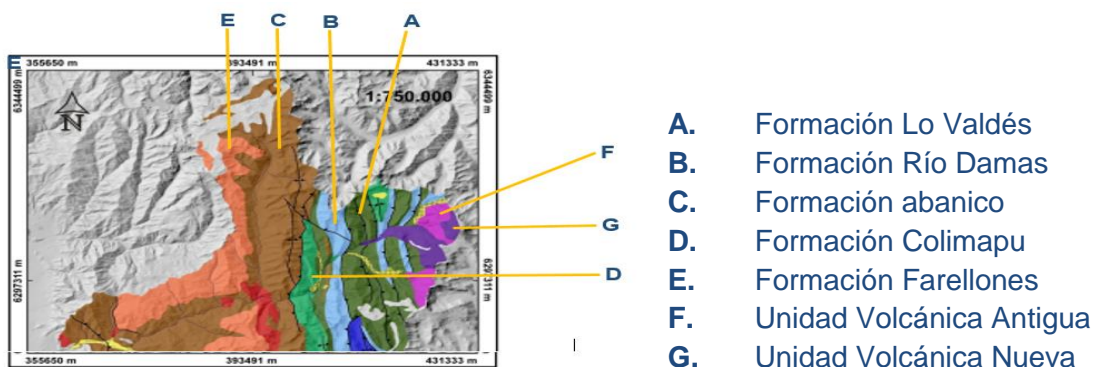 E C B A
E
355650 m 393491 m 431333 m
6344499 m 6344499 m
1:750.000
N
F
G
D
6297311 m 6297311 m
355650 m 393491 m 431333 m
A. Formación Lo Valdés
B. Formación Río Damas
C. Formación abanico
D. Formación Colimapu
E. Formación Farellones
F. Unidad Volcánica Antigua
G. Unidad Volcánica Nueva